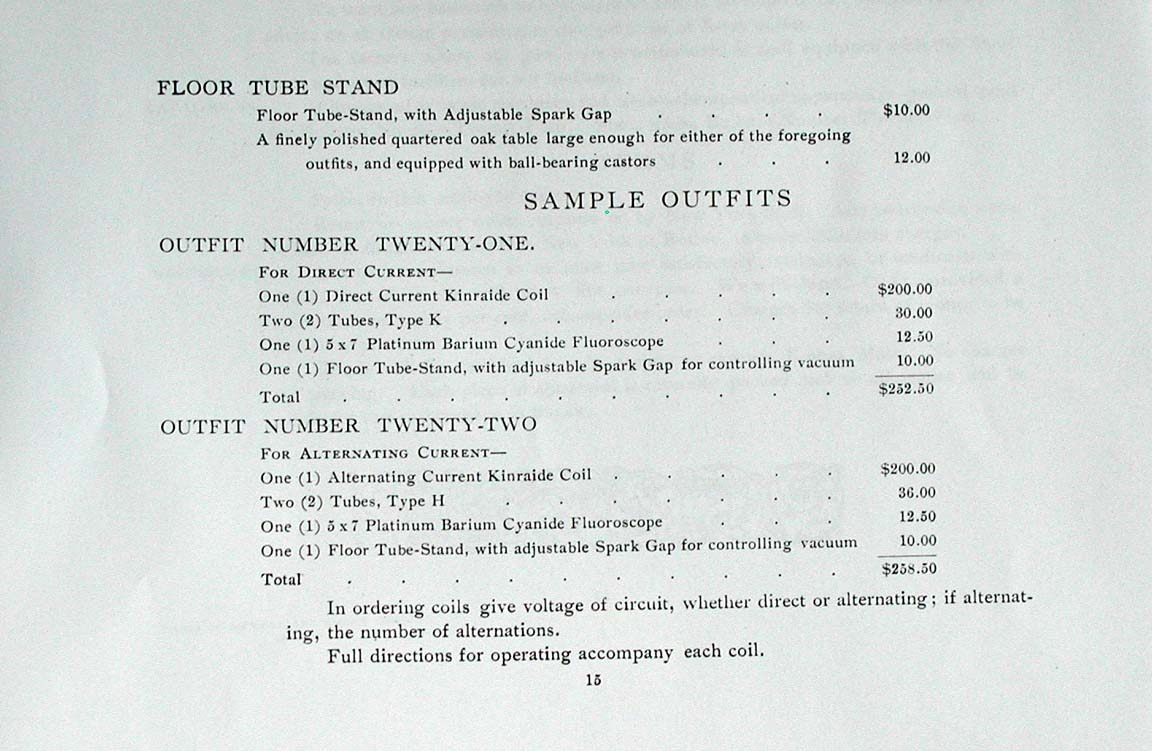 FLOOR TUBE STAND
Floor Tube-Stand, with Adjustable Spark Gap . . . . $10.00
A finely polished quartered oak table large enough for either of the foregoing
outfits, and equipped with ball-bearing castors . . . 12.00
SAMPLE OUTFITS
OUTFIT NUMBER TWENTY-ONE.
FOR DIRECT CURRENT—
One (1) Direct Current Kinraide Coil . . . . . $200.00
Two (2) Tubes, Type K . . . . . . . 30.00
One (1) 5 x 7 Platinum Barium Cyanide Fluoroscope . . . 12.50
One (1) Floor Tube-Stand, with adjustable Spark Gap for controlling vacuum 10.00
Total . . . . . . . . . $252.50
OUTFIT NUMBER TWENTY-TWO
FOR ALTERNATING CURRENT—
One (1) Alternating Current Kinraide Coil . . . . . $200.00
Two (2) Tubes, Type H . . . . . . . 36.00
One (1) 5 x 7 Platinum Barium Cyanide Fluoroscope . . . 12.50
One (1) Floor Tube-Stand, with adjustable Spark Gap for controlling vacuum 10.00
Total . . . . . . . . . . $258.50
In ordering coils give voltage of circuit, whether direct or alternating; if alternat-
ing, the number of alternations.
Full directions for operating accompany each coil.
15